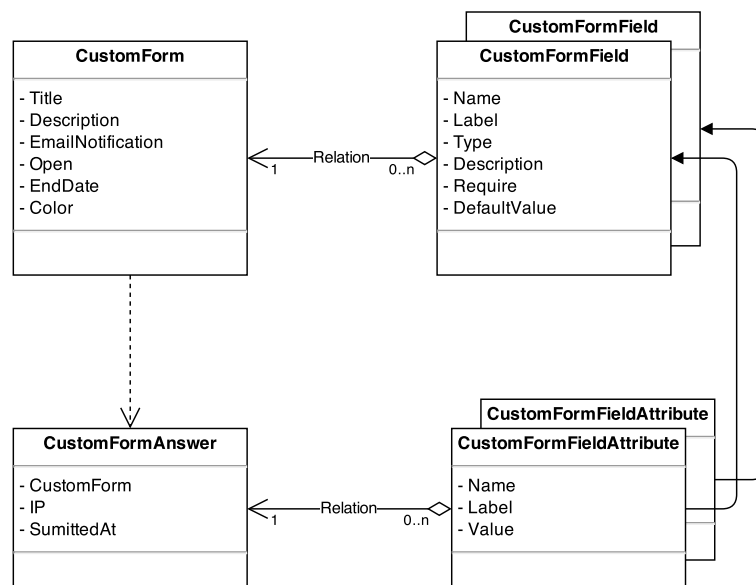 CustomFormField
CustomForm
- Title
- Description
- EmailNotification
- Open
- EndDate
- Color
Relation
1
0..n
CustomFormField
- Name
- Label
- Type
- Description
- Require
- DefaultValue
CustomFormFieldAttribute
CustomFormAnswer
- CustomForm
- IP
- SumittedAt
Relation
1
0..n
CustomFormFieldAttribute
- Name
- Label
- Value